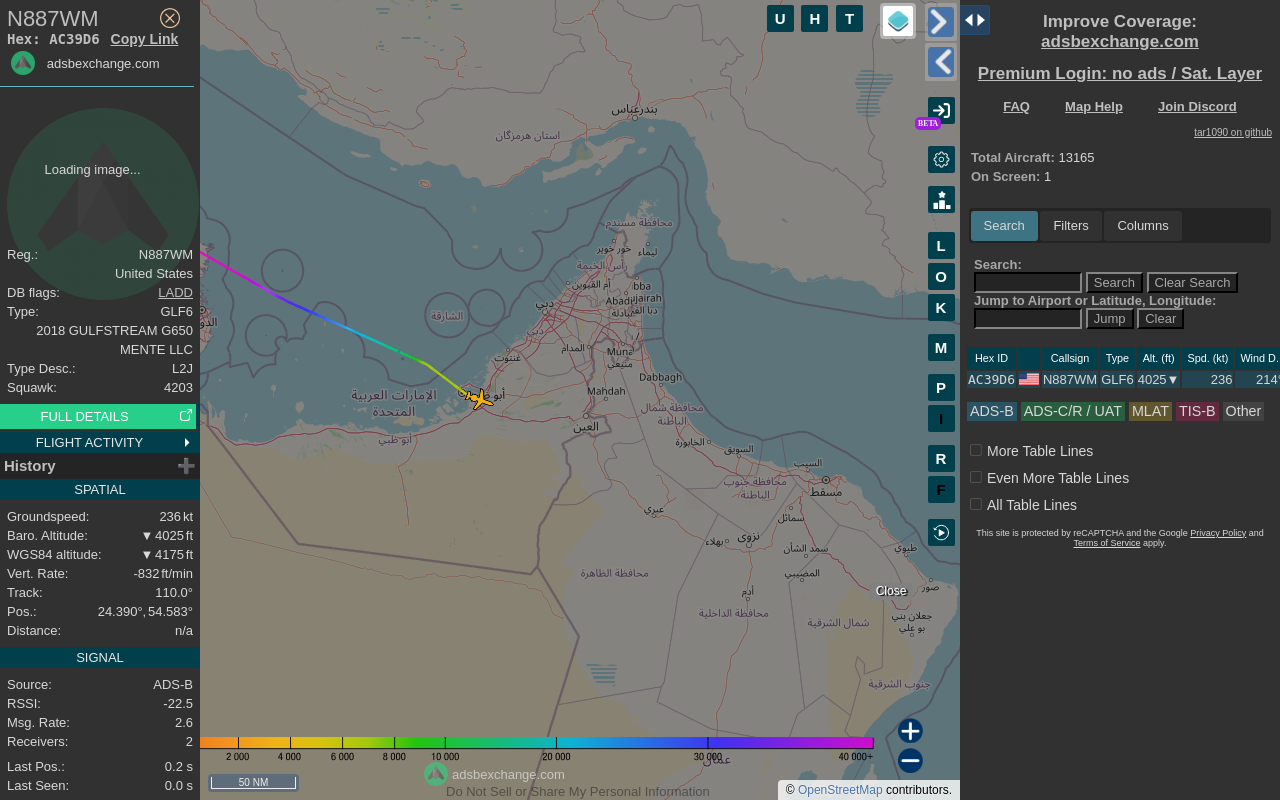 N887WM
Hex: AC39D6 Copy Link
adsbexchange.com
Loading image...
Reg.: N887WM
United States
DB flags: LADD
Type: GLF6
2018 GULFSTREAM G650
MENTE LLC
Type Desc.: L2J
Squawk: 4203
FULL DETAILS
FLIGHT ACTIVITY
History
SPATIAL
Groundspeed: 236 kt
Baro. Altitude: ▼ 4025 ft
WGS84 altitude: ▼ 4175 ft
Vert. Rate: -832 ft/min
Track: 110.0°
Pos.: 24.390°, 54.583°
Distance: n/a
SIGNAL
Source: ADS-B
RSSI: -22.5
Msg. Rate: 2.6
Receivers: 2
Last Pos.: 0.2 s
Last Seen: 0.0 s
U H T
BETA
L
O
K
M
P
I
R
F
بندرعباس
استان هرمزگان
محافظة مسندم
خور خوير
ليماء
رأس الخيمة
أم القيوين
دبي
دبي
الشارقة
غنتوت
المدام
Dabbagh
Mahdah
الإمارات العربية
المتحدة
أبو ظبي
العين
محافظة شمال
الباطنة
الخابورة
السويق
السيب
مسقط
محافظة جنوب
الباطنة
عبري
سمائل
بهلاء
نزوى
سمد الشأن
المضيبي
محافظة الظاهرة
أدم
محافظة الداخلية
شمال الشرقية
طيوي
صور
جعلان بني
بو علي
جنوب الشرقية
عمان
Close
2 000 4 000 6 000 8 000 10 000 20 000 30 000 40 000+
50 NM
adsbexchange.com
Do Not Sell or Share My Personal Information
© OpenStreetMap contributors.
Improve Coverage:
adsbexchange.com
Premium Login: no ads / Sat. Layer
FAQ Map Help Join Discord
tar1090 on github
Total Aircraft: 13165
On Screen: 1
Search Filters Columns
Search:
Search Clear Search
Jump to Airport or Latitude, Longitude:
Jump Clear
Hex ID Callsign Type Alt. (ft) Spd. (kt) Wind D.
AC39D6 N887WM GLF6 4025▼ 236 214°
ADS-B ADS-C/R / UAT MLAT TIS-B Other
More Table Lines
Even More Table Lines
All Table Lines
This site is protected by reCAPTCHA and the Google Privacy Policy and
Terms of Service apply.